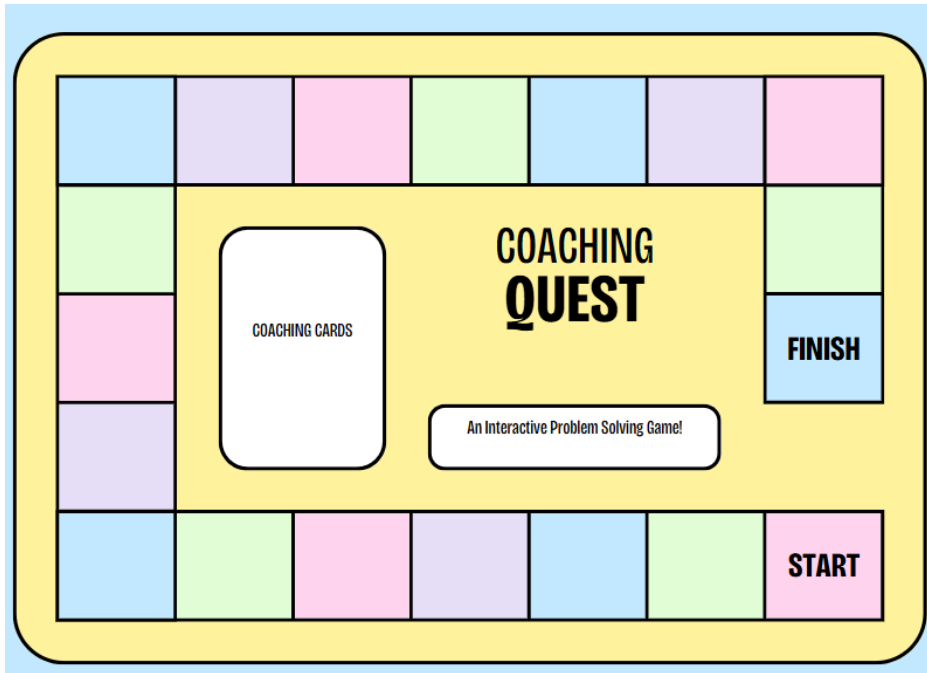 COACHING
QUEST
COACHING CARDS
FINISH
An Interactive Problem Solving Game!
START